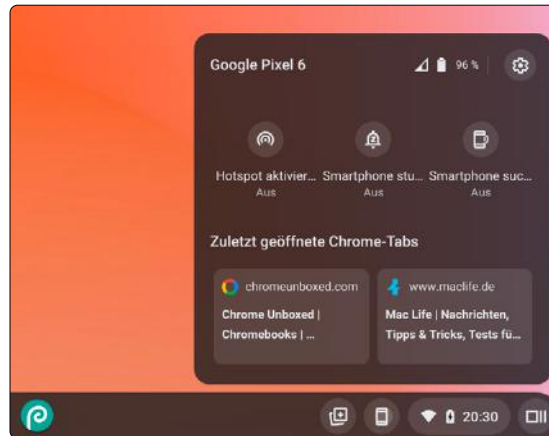 Google Pixel 6 96 %
Hotspot aktivier... Smartphone stu... Smartphone suc...
Aus Aus Aus
Zuletzt geöffnete Chrome-Tabs
chromeunboxed.com www.maclife.de
Chrome Unboxed | Mac Life | Nachrichten,
Chromebooks | ... Tipps & Tricks, Tests fü...
20:30